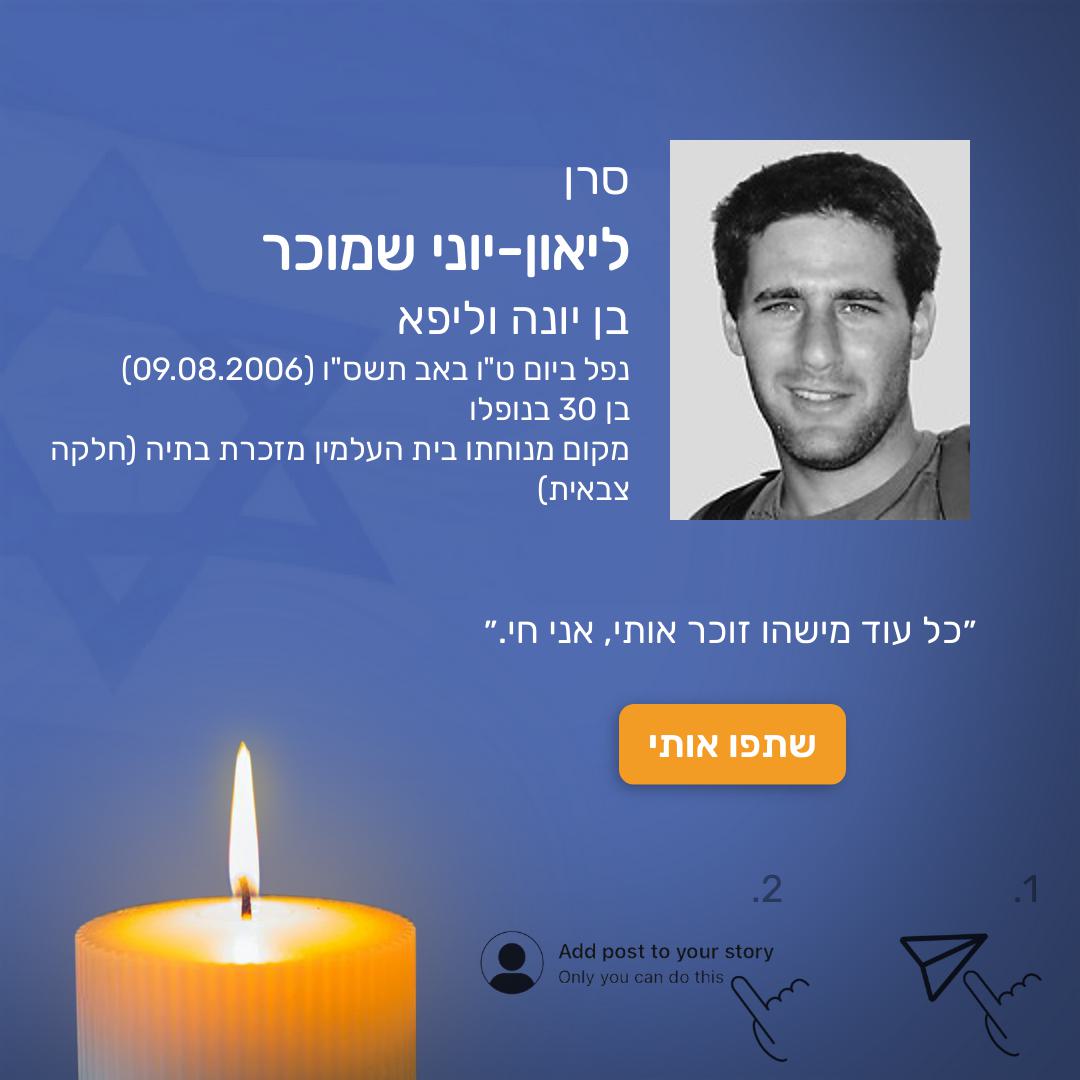 סרן
ליאון-יוני שמוכר
בן יונה וליפא
נפל ביום ט"ו באב תשס"ו (09.08.2006)
בן 30 בנופלו
מקום מנוחתו בית העלמין מזכרת בתיה (חלקה
צבאית)
״כל עוד מישהו זוכר אותי, אני חי.״
שתפו אותי
1.
2.
Add post to your story
Only you can do this